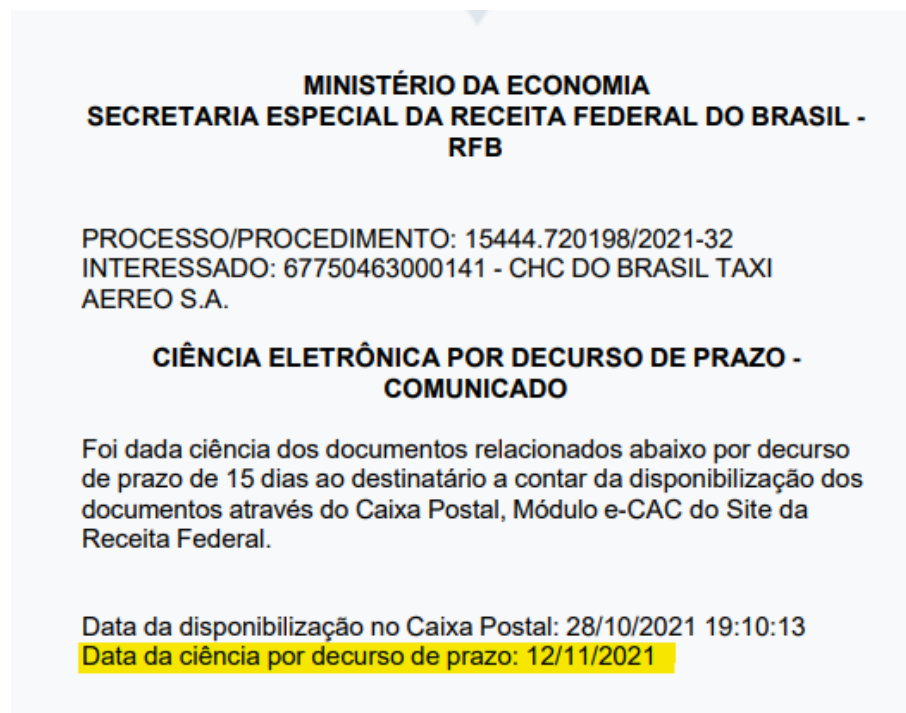 MINISTÉRIO DA ECONOMIA
SECRETARIA ESPECIAL DA RECEITA FEDERAL DO BRASIL -
RFB
PROCESSO/PROCEDIMENTO: 15444.720198/2021-32
INTERESSADO: 67750463000141 - CHC DO BRASIL TAXI
AEREO S.A.
CIÊNCIA ELETRÔNICA POR DECURSO DE PRAZO -
COMUNICADO
Foi dada ciência dos documentos relacionados abaixo por decurso
de prazo de 15 dias ao destinatário a contar da disponibilização dos
documentos através do Caixa Postal, Módulo e-CAC do Site da
Receita Federal.
Data da disponibilização no Caixa Postal: 28/10/2021 19:10:13
Data da ciência por decurso de prazo: 12/11/2021